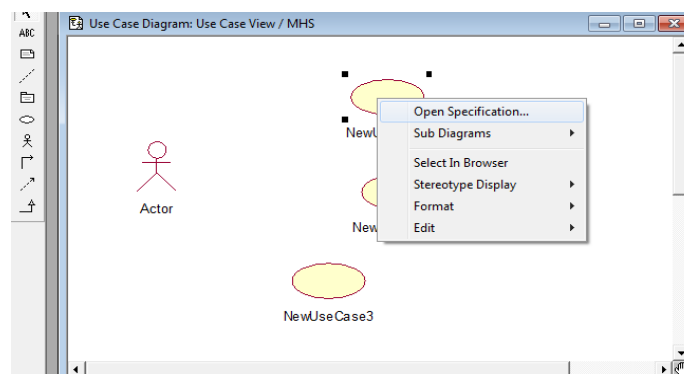 Use Case Diagram: Use Case View / MHS
ABC
Open Specification...
Sub Diagrams
Select In Browser
Stereotype Display
Format
Edit
Actor
NewUseCase3